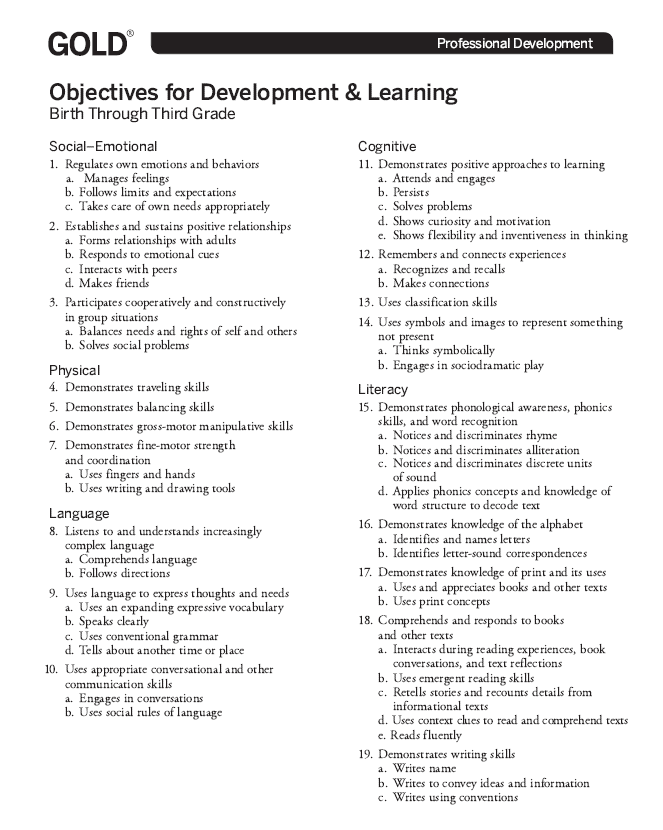 GOLD®
Professional Development
Objectives for Development & Learning
Birth Through Third Grade
Social–Emotional
1. Regulates own emotions and behaviors
a. Manages feelings
b. Follows limits and expectations
c. Takes care of own needs appropriately
2. Establishes and sustains positive relationships
a. Forms relationships with adults
b. Responds to emotional cues
c. Interacts with peers
d. Makes friends
3. Participates cooperatively and constructively
in group situations
a. Balances needs and rights of self and others
b. Solves social problems
Physical
4. Demonstrates traveling skills
5. Demonstrates balancing skills
6. Demonstrates gross-motor manipulative skills
7. Demonstrates fine-motor strength
and coordination
a. Uses fingers and hands
b. Uses writing and drawing tools
Language
8. Listens to and understands increasingly
complex language
a. Comprehends language
b. Follows directions
9. Uses language to express thoughts and needs
a. Uses an expanding expressive vocabulary
b. Speaks clearly
c. Uses conventional grammar
d. Tells about another time or place
10. Uses appropriate conversational and other
communication skills
a. Engages in conversations
b. Uses social rules of language
Cognitive
11. Demonstrates positive approaches to learning
a. Attends and engages
b. Persists
c. Solves problems
d. Shows curiosity and motivation
e. Shows flexibility and inventiveness in thinking
12. Remembers and connects experiences
a. Recognizes and recalls
b. Makes connections
13. Uses classification skills
14. Uses symbols and images to represent something
not present
a. Thinks symbolically
b. Engages in sociodramatic play
Literacy
15. Demonstrates phonological awareness, phonics
skills, and word recognition
a. Notices and discriminates rhyme
b. Notices and discriminates alliteration
c. Notices and discriminates discrete units
of sound
d. Applies phonics concepts and knowledge of
word structure to decode text
16. Demonstrates knowledge of the alphabet
a. Identifies and names letters
b. Identifies letter-sound correspondences
17. Demonstrates knowledge of print and its uses
a. Uses and appreciates books and other texts
b. Uses print concepts
18. Comprehends and responds to books
and other texts
a. Interacts during reading experiences, book
conversations, and text reflections
b. Uses emergent reading skills
c. Retells stories and recounts details from
informational texts
d. Uses context clues to read and comprehend texts
e. Reads fluently
19. Demonstrates writing skills
a. Writes name
b. Writes to convey ideas and information
c. Writes using conventions